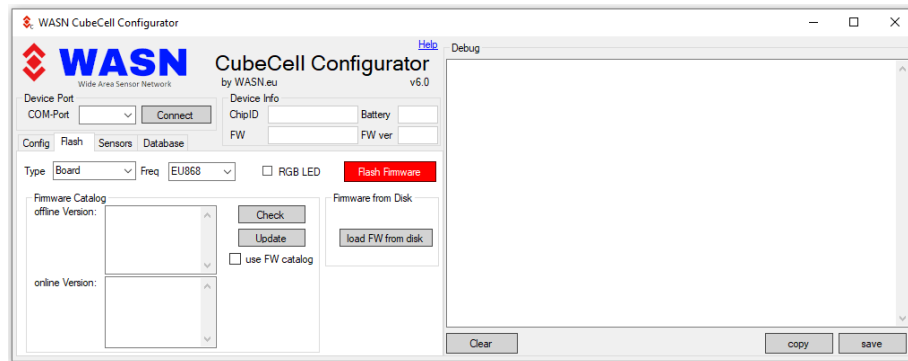 WASN CubeCell Configurator
WASN
Wide Area Sensor Network
Help
CubeCell Configurator
by WASN.eu v6.0
Device Port
COM-Port Connect
Device Info
ChipID Battery
FW FW ver
Config Flash Sensors Database
Type Board Freq EU868 RGB LED Flash Firmware
Firmware Catalog
offline Version:
Check
Update
use FW catalog
online Version:
Firmware from Disk
load FW from disk
Debug
Clear copy save